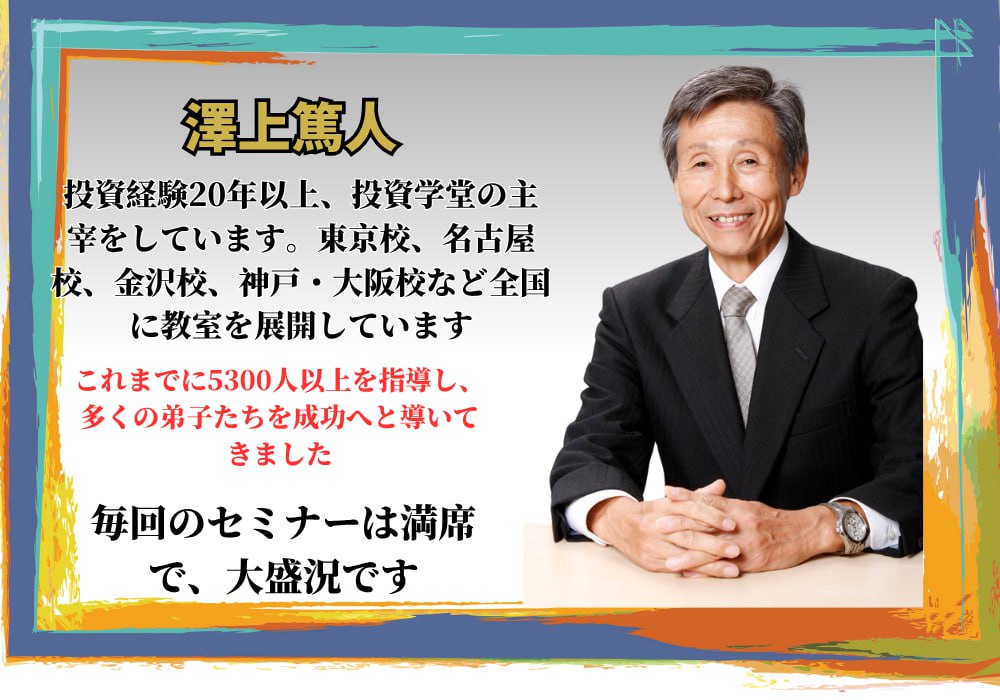 澤上篤人
投資経験20年以上、投資学堂の主
宰をしています。東京校、名古屋
校、金沢校、神戸・大阪校など全国
に教室を展開しています
これまでに5300人以上を指導し、
多くの弟子たちを成功へと導いて
きました
毎回のセミナーは満席
で、大盛況です